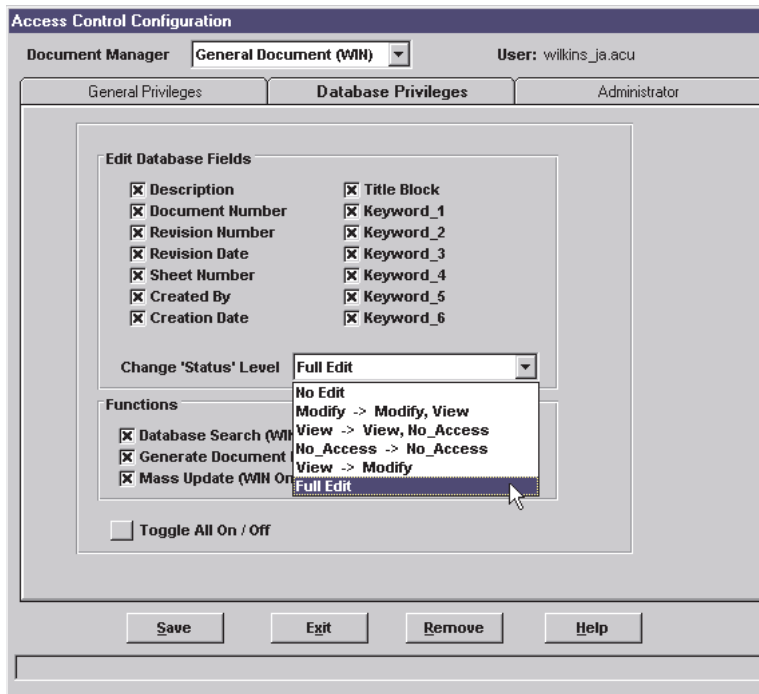 Access Control Configuration
Document Manager General Document (WIN) User: wilkins_ja.acu
General Privileges Database Privileges Administrator
Edit Database Fields
Description Title Block
Document Number Keyword_1
Revision Number Keyword_2
Revision Date Keyword_3
Sheet Number Keyword_4
Created By Keyword_5
Creation Date Keyword_6
Change 'Status' Level Full Edit
No Edit
Modify -> Modify, View
View -> View, No_Access
No_Access -> No_Access
View -> Modify
Full Edit
Functions
Database Search
Generate Document
Mass Update (WIN On
Toggle All On / Off
Save Exit Remove Help